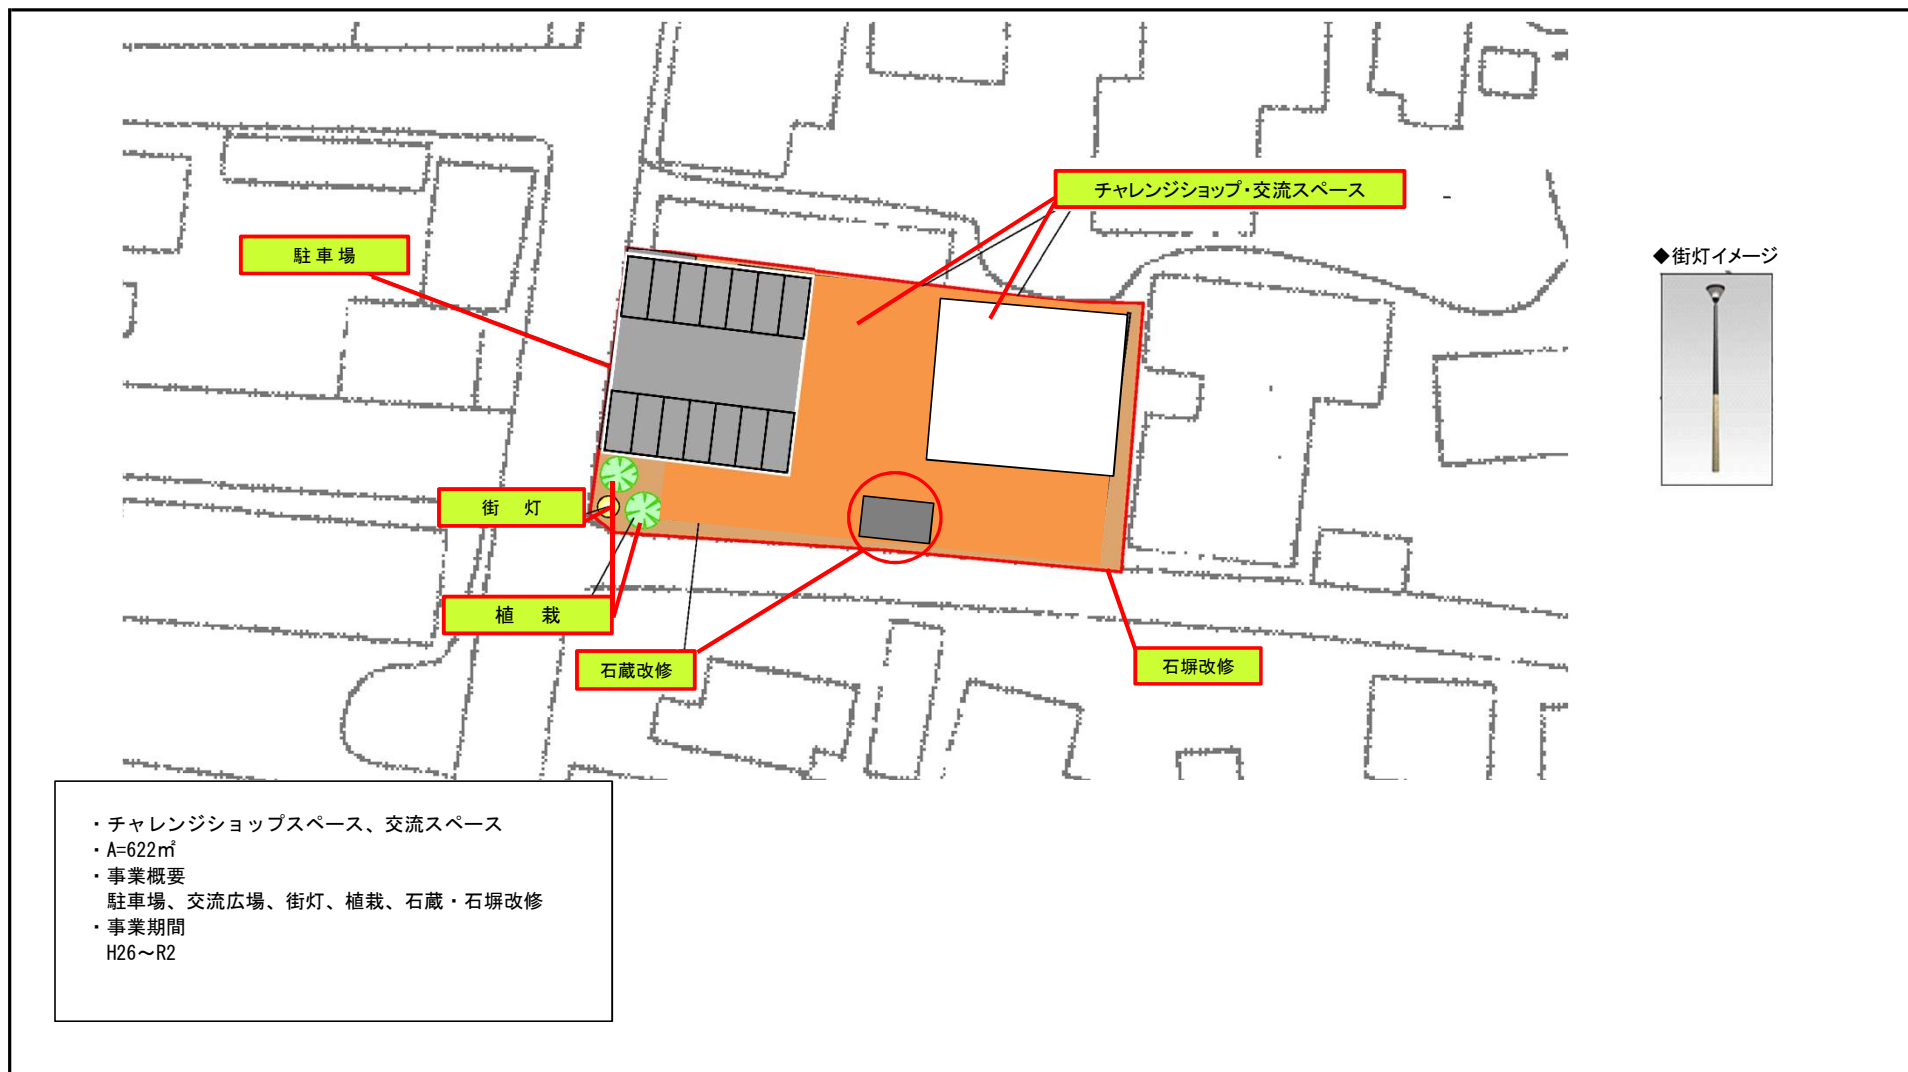 チャレンジショップ・交流スペース
駐車場
◆街灯イメージ
街 灯
植 栽
石蔵改修
石塀改修
・チャレンジショップスペース、交流スペース
・A=622㎡
・事業概要
駐車場、交流広場、街灯、植栽、石蔵・石塀改修
・事業期間
H26～R2